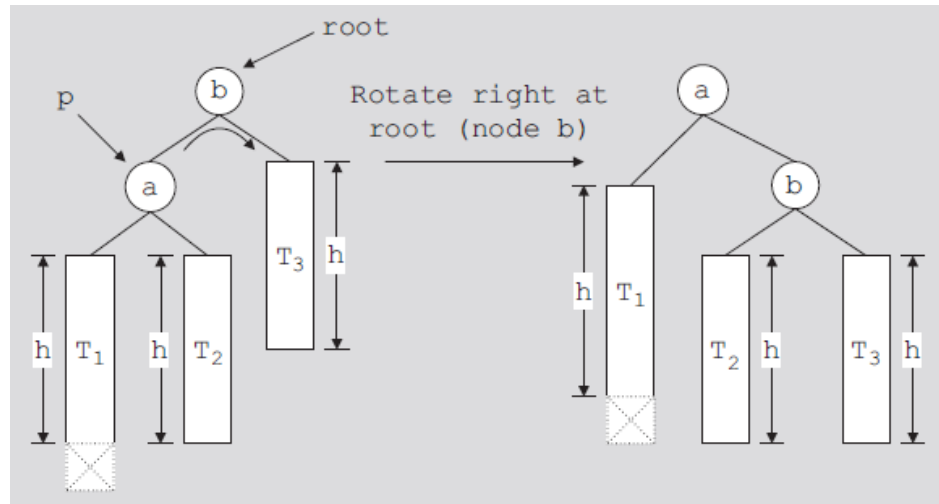 root
b
p
Rotate right at
root (node b)
a
a
b
T3
h
h
T1
h
T2
h
T1
T2
h
T3
h